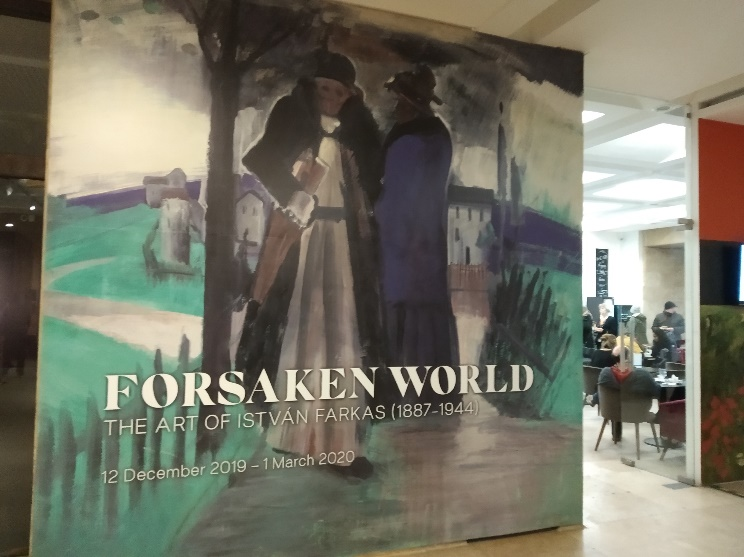 FORSAKEN WORLD
THE ART OF ISTVÁN FARKAS (1887-1944)
12 December 2019 – 1 March 2020